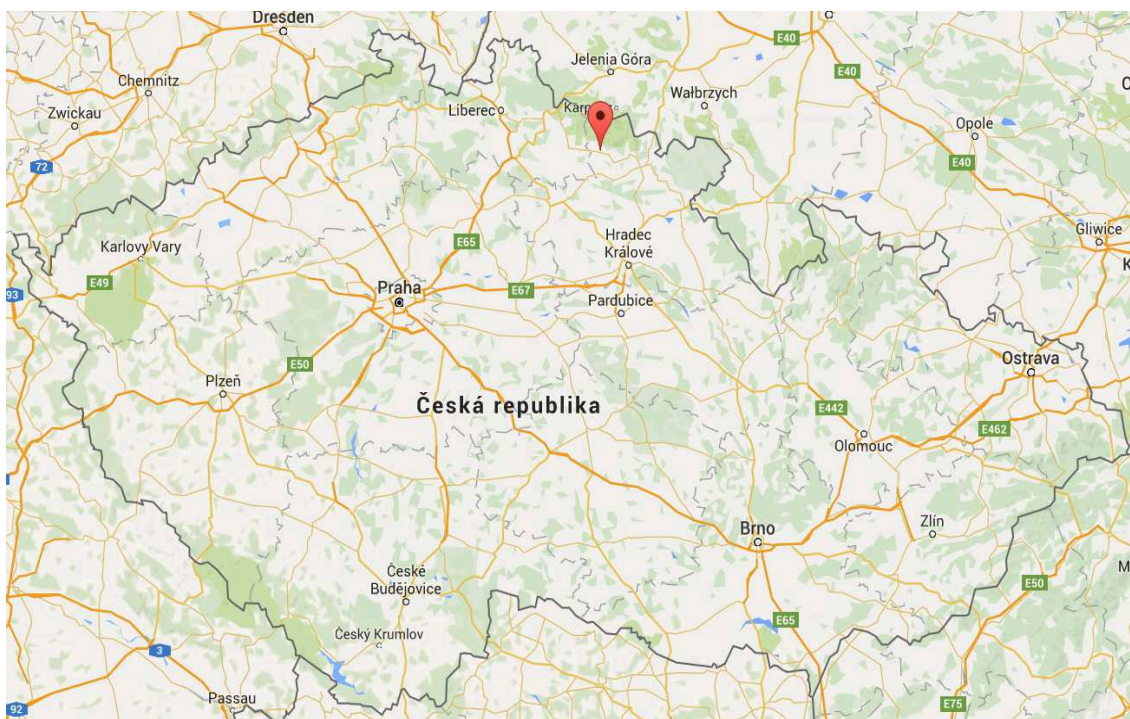 Dresden
E40
Jelenia Góra
Chemnitz
E40
Liberec
Wałbrzych
Zwickau
Opole
72
E40
Hradec
Králové
Gliwice
Karlovy Vary
E65
E49
93
Praha
E67
Pardubice
E50
Ostrava
Plzeň
Česká republika
E442
E462
Olomouc
Zlín
Brno
České
Budějovice
E50
E65
Český Krumlov
3
Passau
E75
92